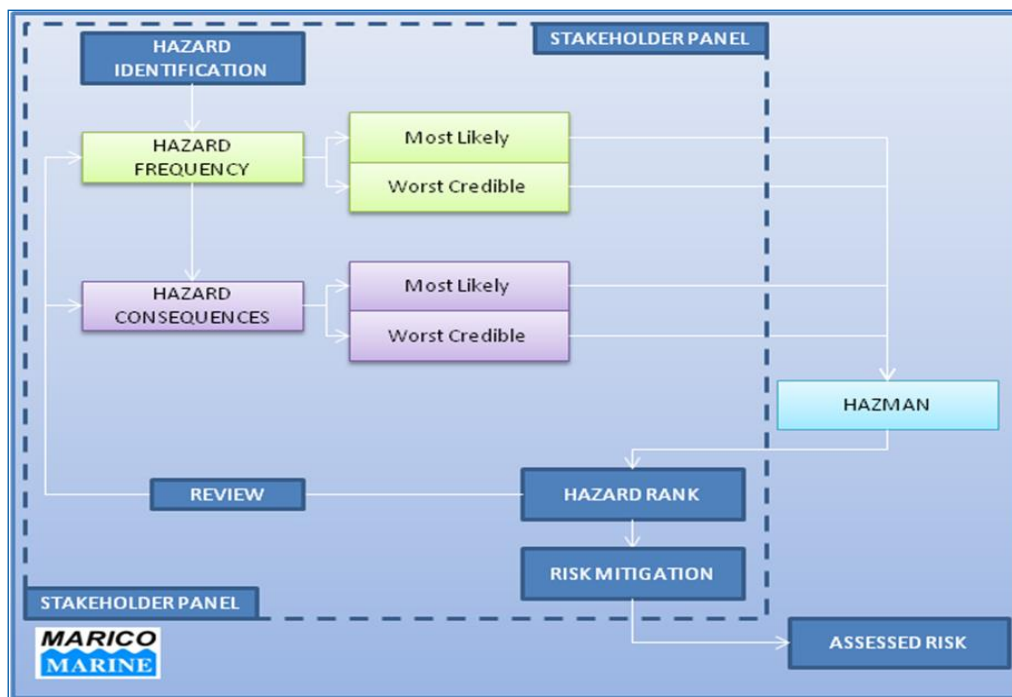 STAKEHOLDER PANEL
HAZARD
IDENTIFICATION
HAZARD
FREQUENCY
Most Likely
Worst Credible
HAZARD
CONSEQUENCES
Most Likely
Worst Credible
HAZMAN
REVIEW
HAZARD RANK
RISK MITIGATION
STAKEHOLDER PANEL
ASSESSED RISK
MARICO
MARINE